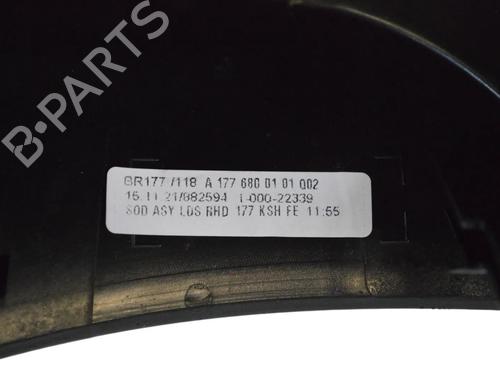 B-PARTS
BR177 /118 A 177 680 01 01 Q02
15.11.21/882594 1-000-22339
SOD ASY LDS RHD 177 KSH FE 11:55